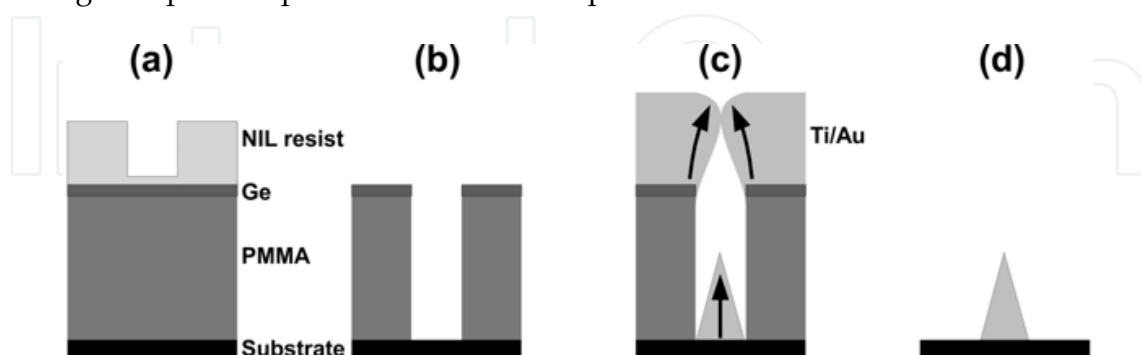 (a) (b) (c) (d)
NIL resist
Ti/Au
Ge
PMMA
Substrate